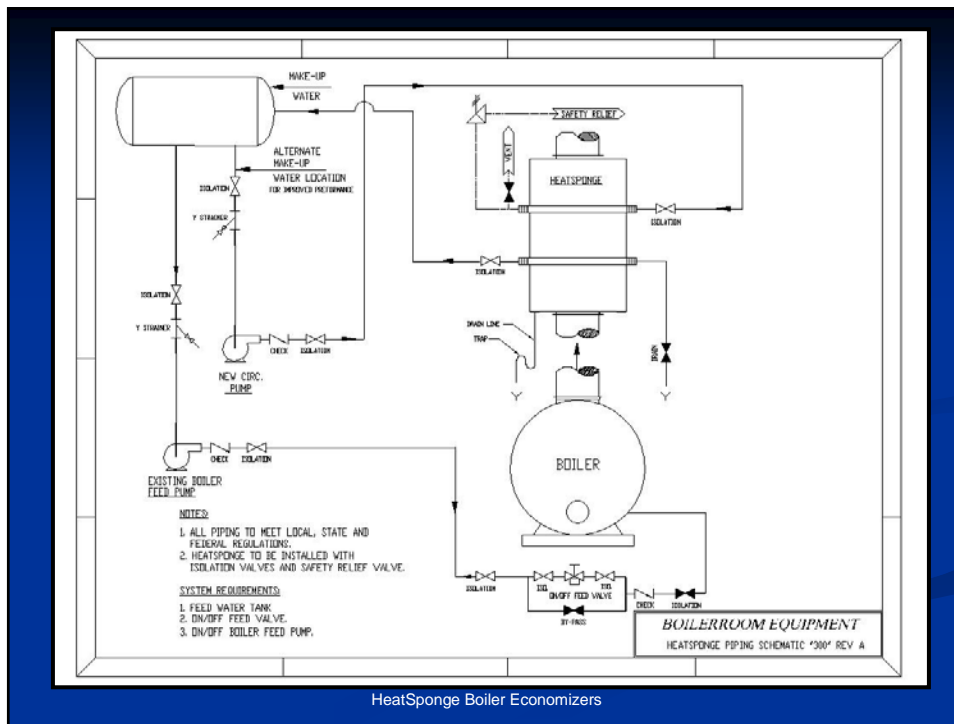 MAKE-UP
WATER
ALTERNATE
MAKE-UP
WATER LOCATION
FOR IMPROVED PREFORMANCE
ISOLATION
Y STRAINER
SAFETY RELIEF
VENT
HEATSPONGE
ISOLATION
ISOLATION
ISOLATION
Y STRAINER
DRAIN LINE
TRAP
DRAIN
CHECK
ISOLATION
NEW CIRC.
PUMP
CHECK
ISOLATION
EXISTING BOILER
FEED PUMP
BOILER
NOTES:
1. ALL PIPING TO MEET LOCAL, STATE AND
FEDERAL REGULATIONS.
2. HEATSPONGE TO BE INSTALLED WITH
ISOLATION VALVES AND SAFETY RELIEF VALVE.
SYSTEM REQUIREMENTS:
1. FEED WATER TANK
2. ON/OFF FEED VALVE.
3. ON/OFF BOILER FEED PUMP.
ISOLATION
ISO.
ISO.
ON/OFF FEED VALVE
BY-PASS
CHECK
ISOLATION
BOILERROOM EQUIPMENT
HEATSPONGE PIPING SCHEMATIC "300" REV A
HeatSponge Boiler Economizers